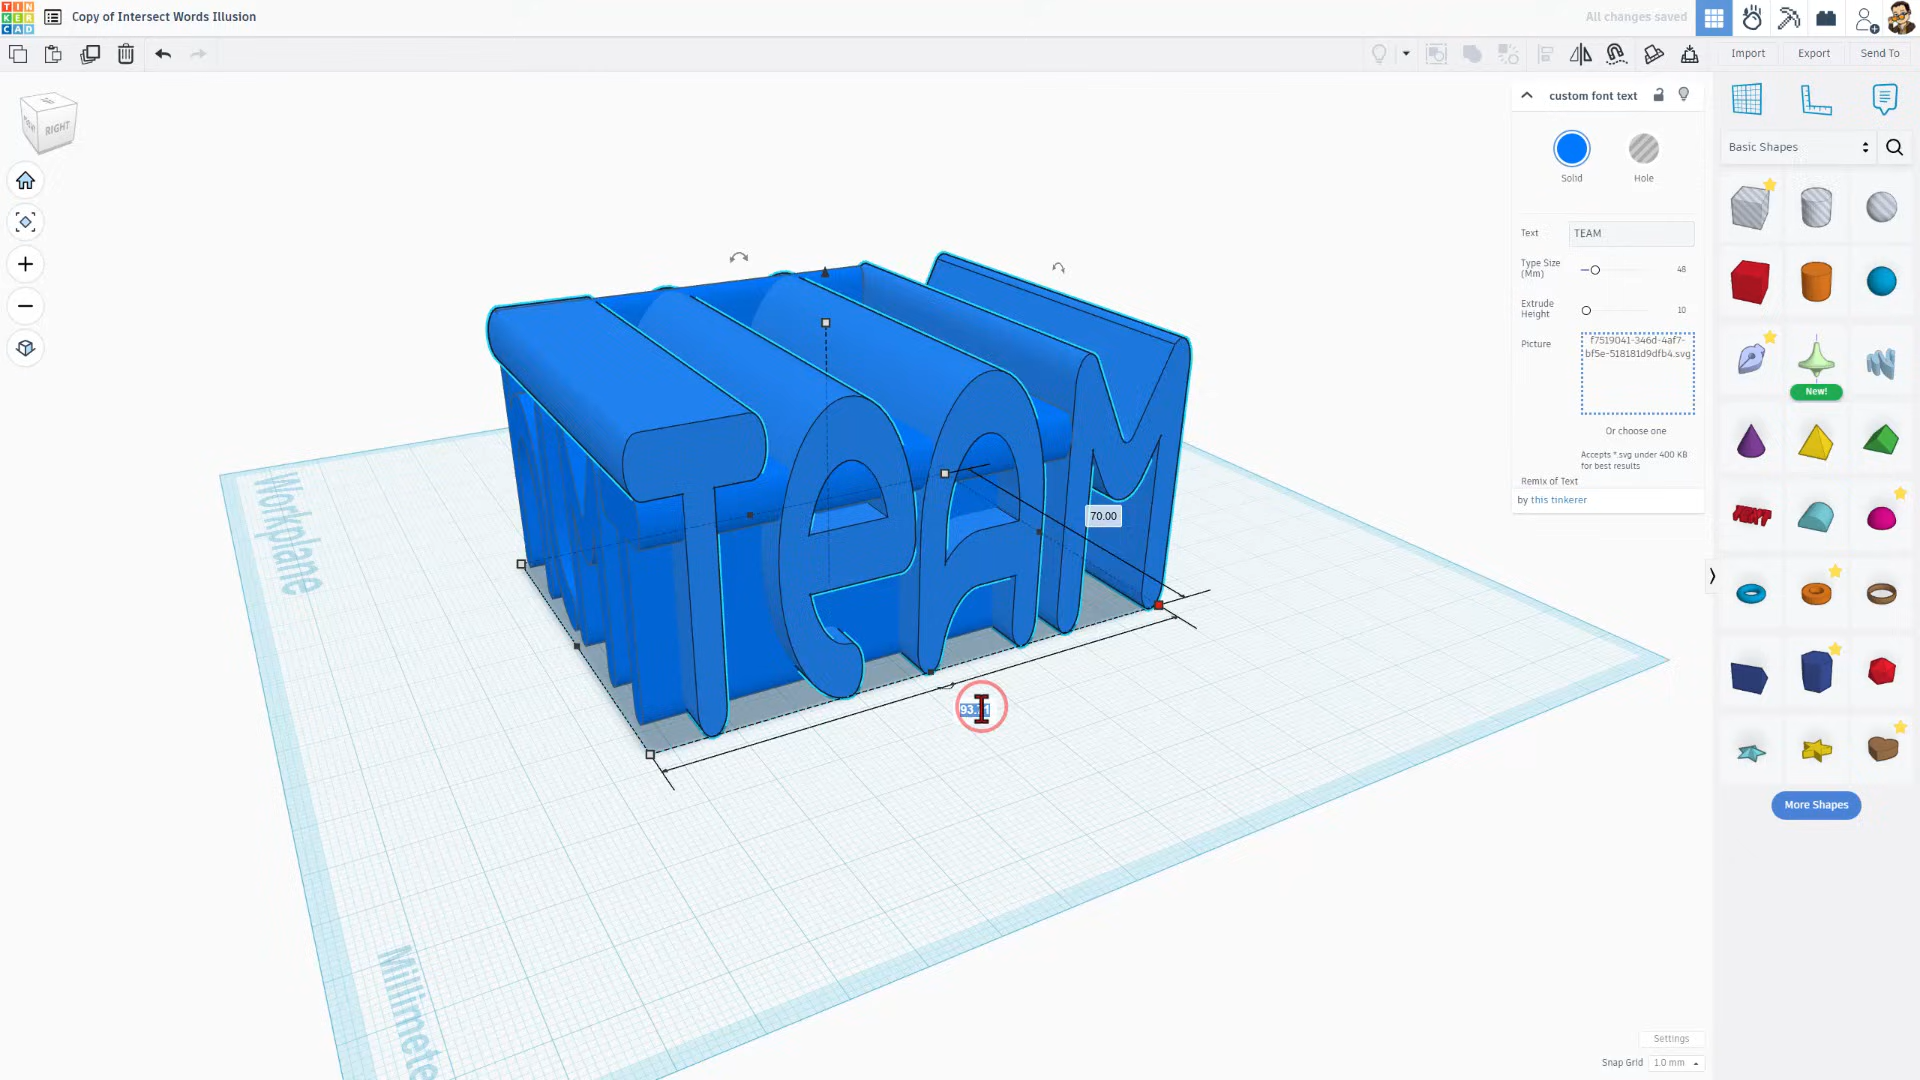 TIN
KER
CAD
Copy of Intersect Words Illusion
All changes saved
Import
Export
Send To
RIGHT
custom font text
Solid
Hole
Text
TEAM
Type Size
(Mm)
48
Extrude
Height
10
Picture
f7519041-346d-4af7-
bf5e-518181d9dfb4.svg
Or choose one
Accepts *.svg under 400 KB
for best results
Remix of Text
by this tinkerer
Basic Shapes
New!
TEXT
More Shapes
TeAM
70.00
Workplane
Millimete
Settings
Snap Grid
1.0 mm